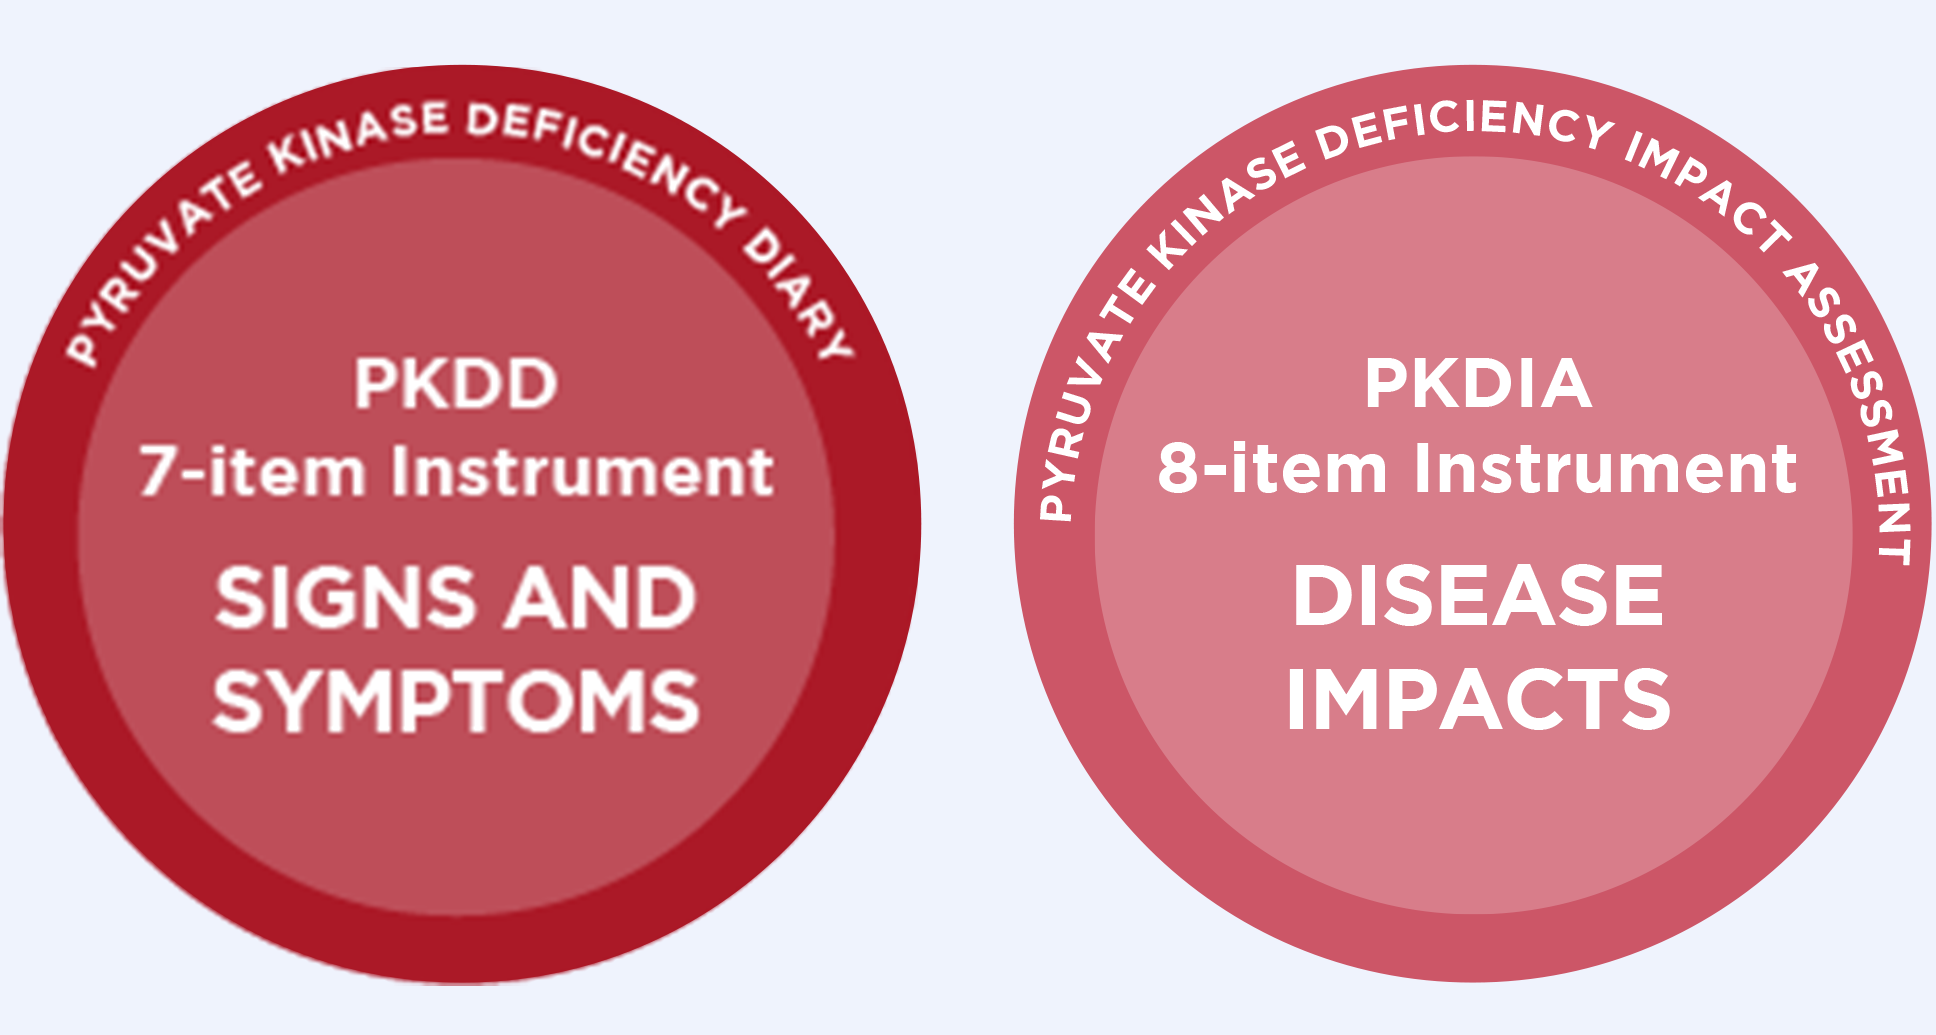 PYRUVATE KINASE DEFICIENCY DIARY
PKDD
7-item Instrument
SIGNS AND
SYMPTOMS
PYRUVATE KINASE DEFICIENCY IMPACT ASSESSMENT
PKDIA
8-item Instrument
DISEASE
IMPACTS